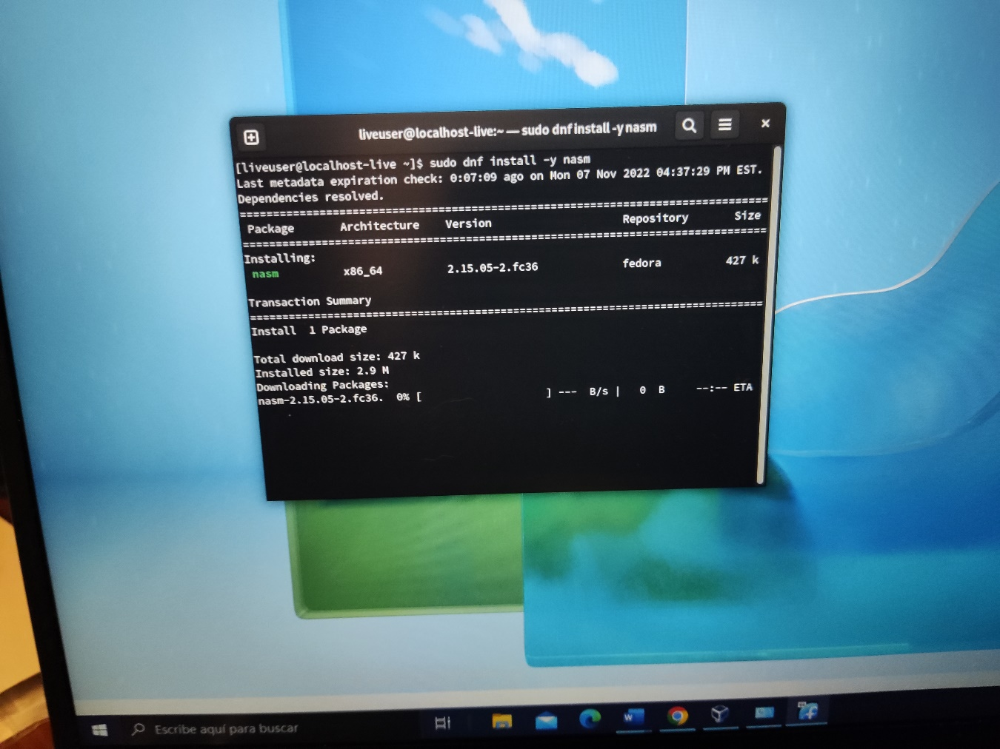 liveuser@localhost-live:~ — sudo dnf install -y nasm
[liveuser@localhost-live ~]$ sudo dnf install -y nasm
Last metadata expiration check: 0:07:09 ago on Mon 07 Nov 2022 04:37:29 PM EST.
Dependencies resolved.
================================================================================
Package Architecture Version Repository Size
================================================================================
Installing:
nasm x86_64 2.15.05-2.fc36 fedora 427 k
Transaction Summary
================================================================================
Install 1 Package
Total download size: 427 k
Installed size: 2.9 M
Downloading Packages:
nasm-2.15.05-2.fc36. 0% [ ] --- B/s | 0 B --:-- ETA
Escribe aquí para buscar